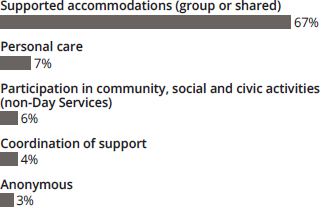 Supported accommodations (group or shared)
67%
Personal care
7%
Participation in community, social and civic activities
(non-Day Services)
6%
Coordination of support
4%
Anonymous
3%